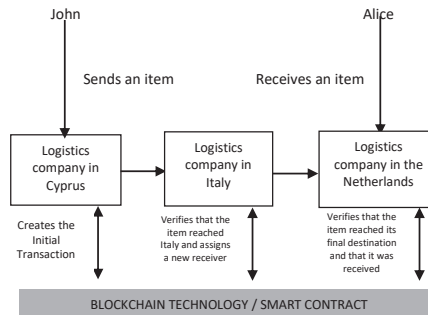 John
Alice
Sends an item
Receives an item
Logistics
company in
Cyprus
Logistics
company in
Italy
Logistics
company in the
Netherlands
Creates the
Initial
Transaction
Verifies that the
item reached
Italy and assigns
a new receiver
Verifies that the
item reached its
final destination
and that it was
received
BLOCKCHAIN TECHNOLOGY / SMART CONTRACT